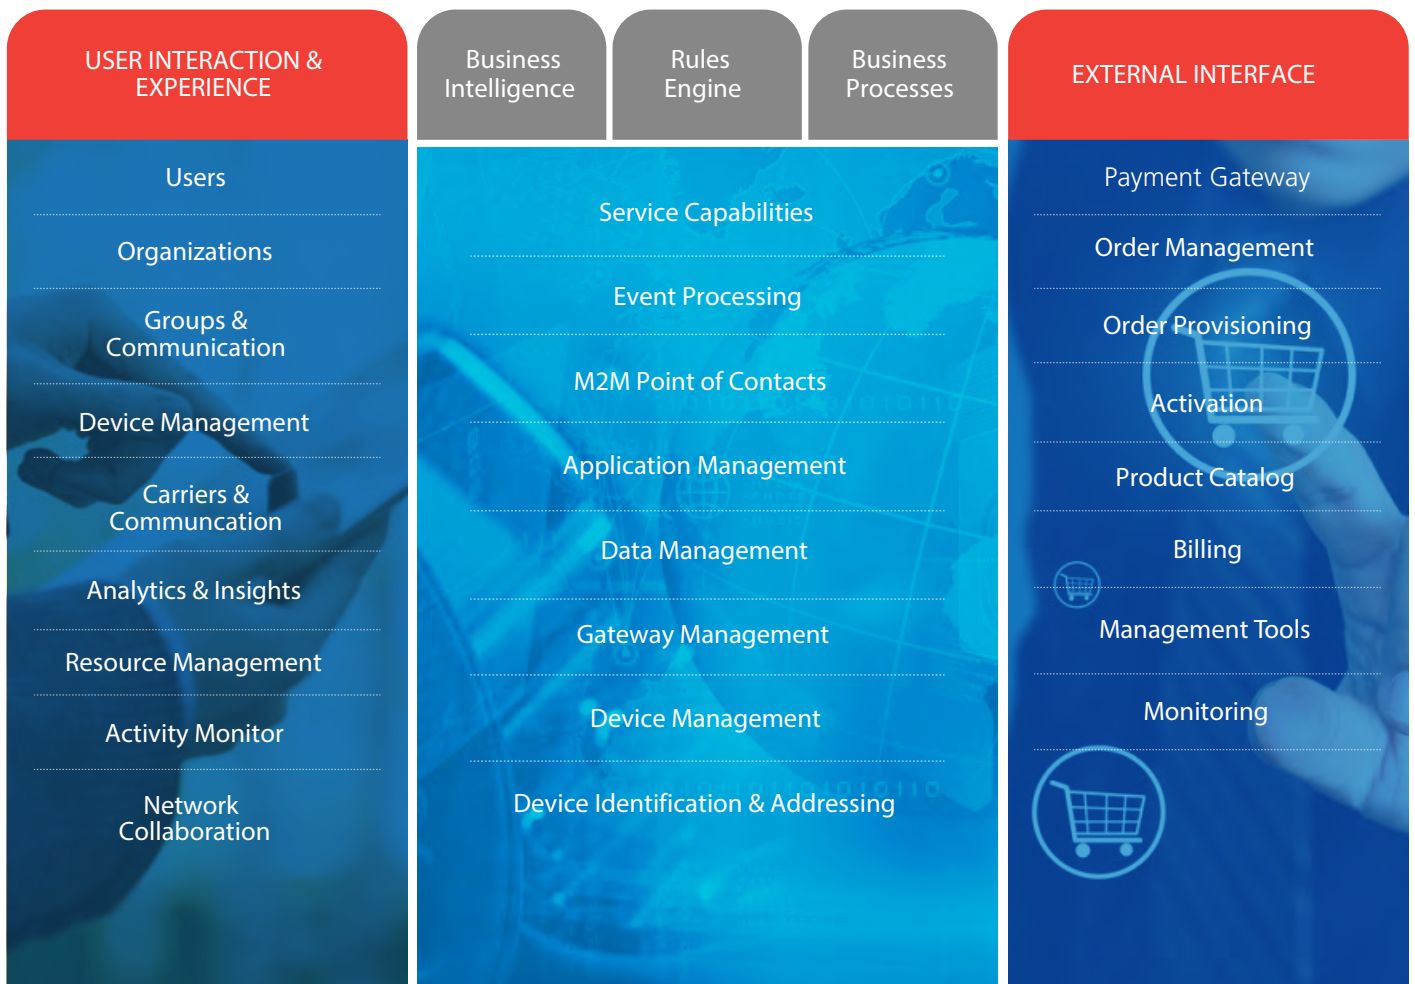 USER INTERACTION &
EXPERIENCE
Users
Organizations
Groups &
Communication
Device Management
Carriers &
Communcation
Analytics & Insights
Resource Management
Activity Monitor
Network
Collaboration
Business
Intelligence
Rules
Engine
Business
Processes
Service Capabilities
Event Processing
M2M Point of Contacts
Application Management
Data Management
Gateway Management
Device Management
Device Identification & Addressing
EXTERNAL INTERFACE
Payment Gateway
Order Management
Order Provisioning
Activation
Product Catalog
Billing
Management Tools
Monitoring